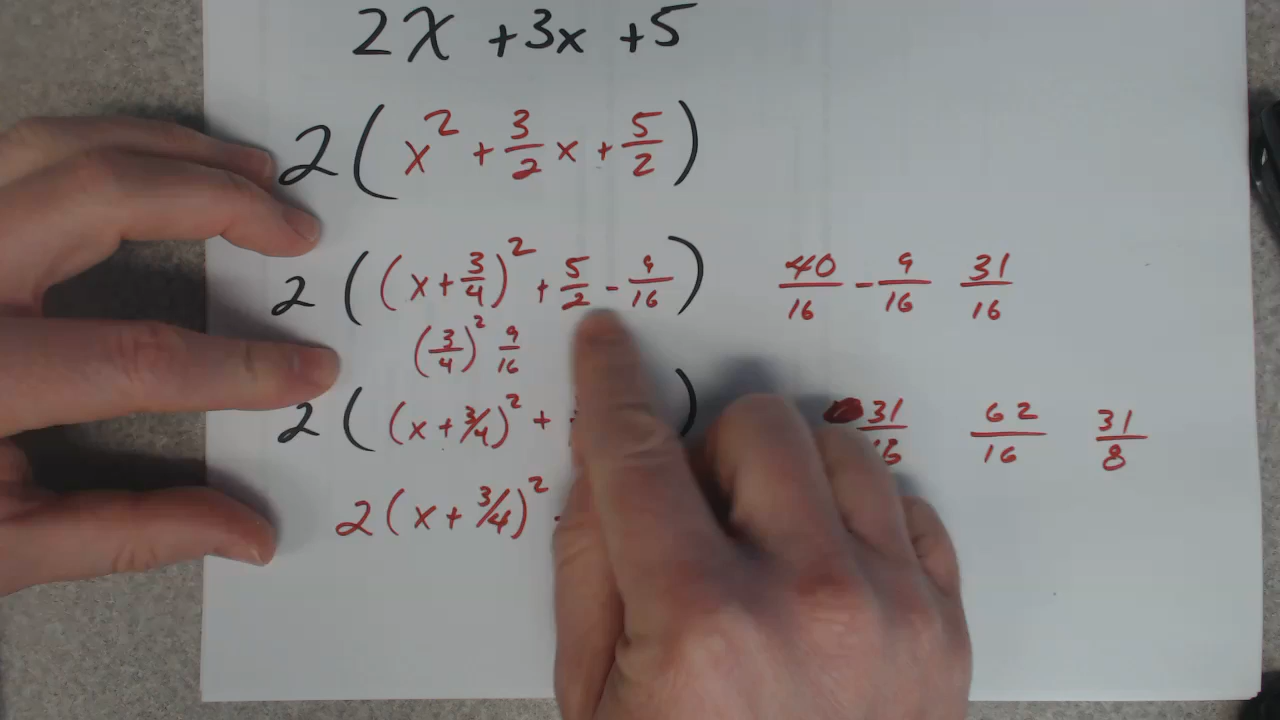 2x + 3x + 5
2(x² + 3/2 x + 5/2)
2((x + 3/4)² + 5/2 - 9/16) 40/16 - 9/16 31/16
(3/4)² 9/16
2((x + 3/4)² + ) 31/16 62/16 31/8
2(x + 3/4)²